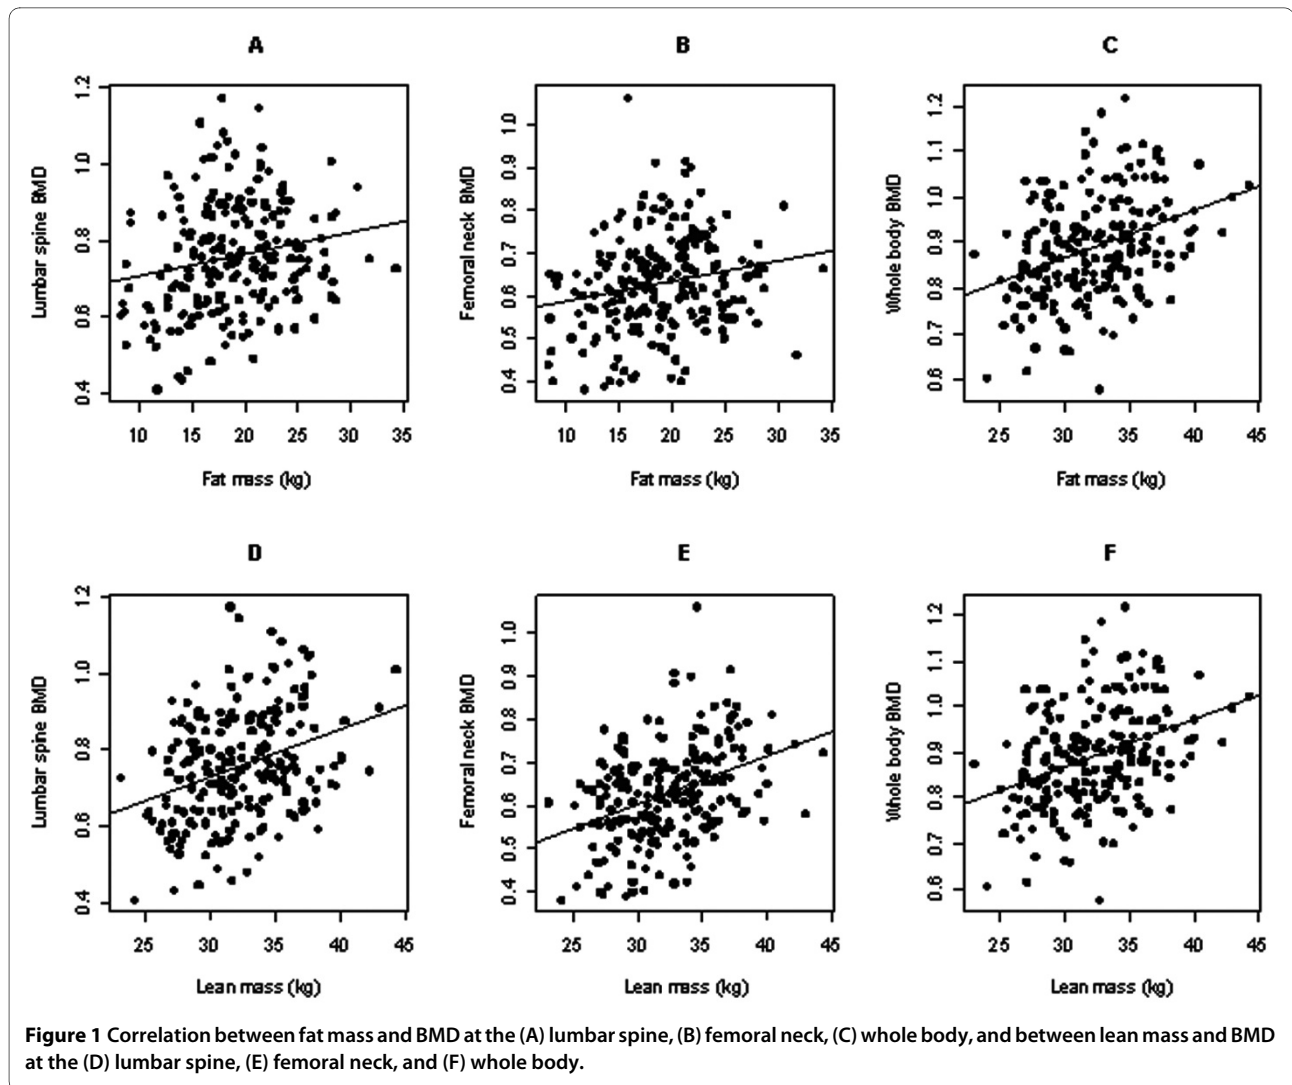 A
B
C
Lumbar spine BMD
0.4 0.6 0.8 1.0 1.2
10 15 20 25 30 35
Fat mass (kg)
Femoral neck BMD
0.4 0.5 0.6 0.7 0.8 0.9 1.0
10 15 20 25 30 35
Fat mass (kg)
Whole body BMD
0.6 0.7 0.8 0.9 1.0 1.1 1.2
25 30 35 40 45
Fat mass (kg)
D
E
F
Lumbar spine BMD
0.4 0.6 0.8 1.0 1.2
25 30 35 40 45
Lean mass (kg)
Femoral neck BMD
0.4 0.5 0.6 0.7 0.8 0.9 1.0
25 30 35 40 45
Lean mass (kg)
Whole body BMD
0.6 0.7 0.8 0.9 1.0 1.1 1.2
25 30 35 40 45
Lean mass (kg)
Figure 1 Correlation between fat mass and BMD at the (A) lumbar spine, (B) femoral neck, (C) whole body, and between lean mass and BMD
at the (D) lumbar spine, (E) femoral neck, and (F) whole body.